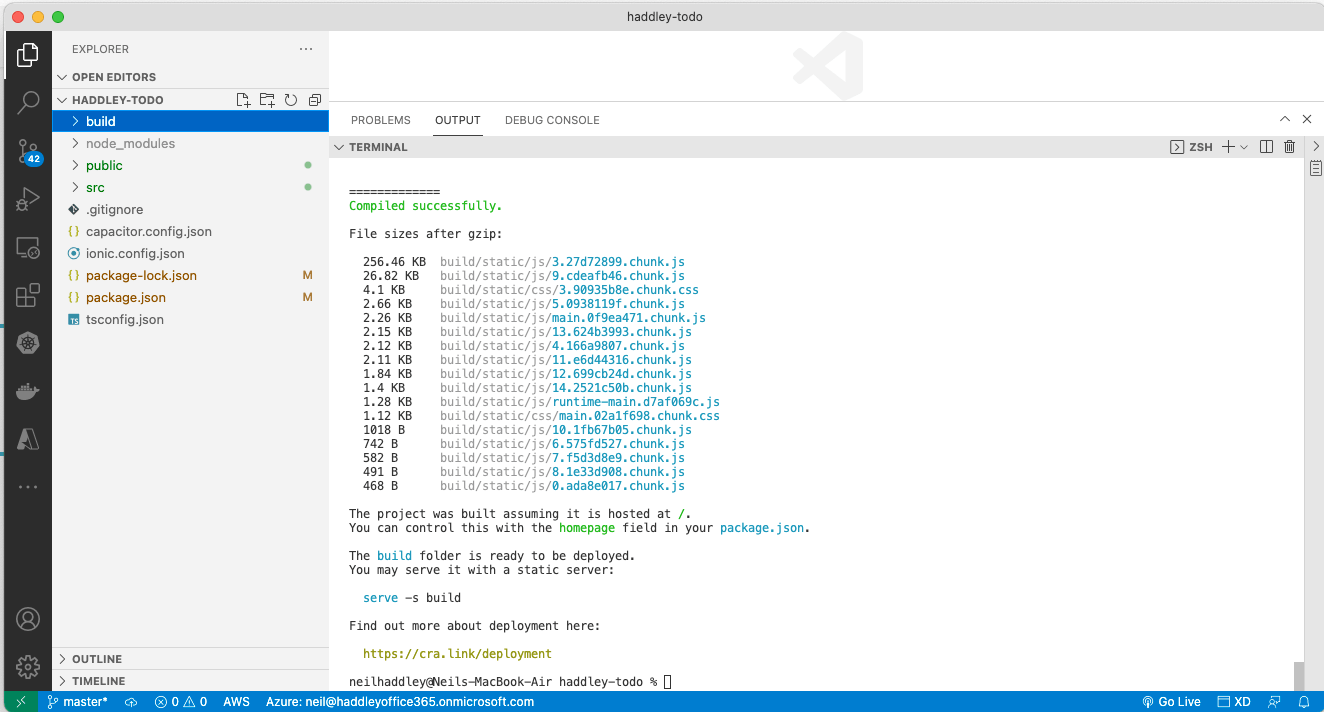 haddley-todo
EXPLORER
OPEN EDITORS
HADDLEY-TODO
build
node_modules
public
src
.gitignore
capacitor.config.json
ionic.config.json
package-lock.json M
package.json M
TS tsconfig.json
42
OUTLINE
TIMELINE
PROBLEMS OUTPUT DEBUG CONSOLE
TERMINAL
ZSH
=============
Compiled successfully.
File sizes after gzip:
256.46 KB build/static/js/3.27d72899.chunk.js
26.82 KB build/static/js/9.cdeafb46.chunk.js
4.1 KB build/static/css/3.90935b8e.chunk.css
2.66 KB build/static/js/5.0938119f.chunk.js
2.26 KB build/static/js/main.0f9ea471.chunk.js
2.15 KB build/static/js/13.624b3993.chunk.js
2.12 KB build/static/js/4.166a9807.chunk.js
2.11 KB build/static/js/11.e6d44316.chunk.js
1.84 KB build/static/js/12.699cb24d.chunk.js
1.4 KB build/static/js/14.2521c50b.chunk.js
1.28 KB build/static/js/runtime-main.d7af069c.js
1.12 KB build/static/css/main.02a1f698.chunk.css
1018 B build/static/js/10.1fb67b05.chunk.js
742 B build/static/js/6.575fd527.chunk.js
582 B build/static/js/7.f5d3d8e9.chunk.js
491 B build/static/js/8.1e33d908.chunk.js
468 B build/static/js/0.ada8e017.chunk.js
The project was built assuming it is hosted at /.
You can control this with the homepage field in your package.json.
The build folder is ready to be deployed.
You may serve it with a static server:
serve -s build
Find out more about deployment here:
https://cra.link/deployment
neilhaddley@Neils-MacBook-Air haddley-todo %
master* 0 0 AWS Azure: neil@haddleyoffice365.onmicrosoft.com Go Live XD